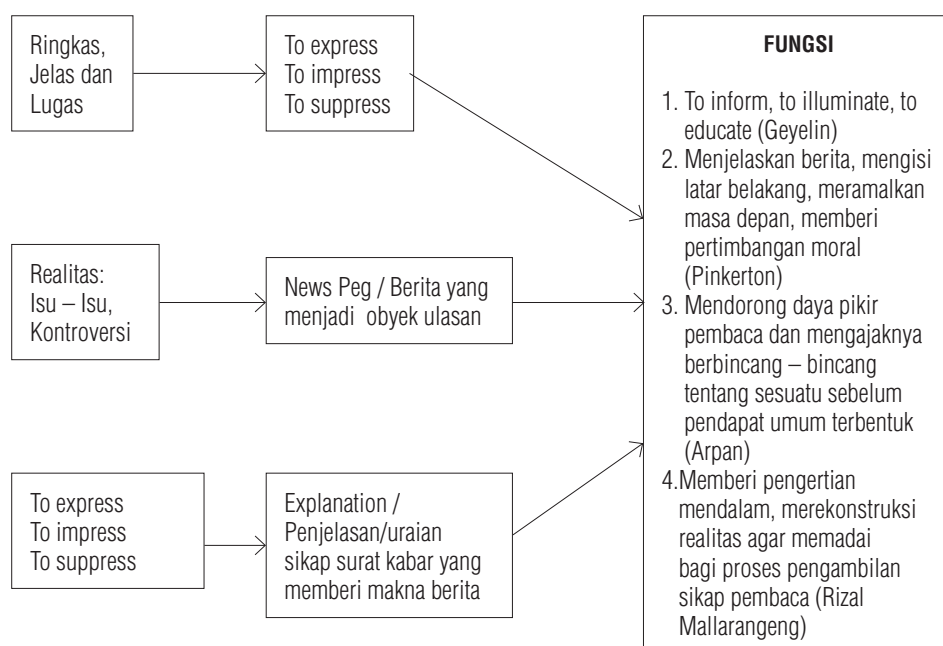 Ringkas,
Jelas dan
Lugas
To express
To impress
To suppress
Realitas:
Isu – Isu,
Kontroversi
News Peg / Berita yang
menjadi obyek ulasan
To express
To impress
To suppress
Explanation /
Penjelasan/uraian
sikap surat kabar yang
memberi makna berita
FUNGSI
1. To inform, to illuminate, to
educate (Geyelin)
2. Menjelaskan berita, mengisi
latar belakang, meramalkan
masa depan, memberi
pertimbangan moral
(Pinkerton)
3. Mendorong daya pikir
pembaca dan mengajaknya
berbincang – bincang
tentang sesuatu sebelum
pendapat umum terbentuk
(Arpan)
4.Memberi pengertian
mendalam, merekonstruksi
realitas agar memadai
bagi proses pengambilan
sikap pembaca (Rizal
Mallarangeng)